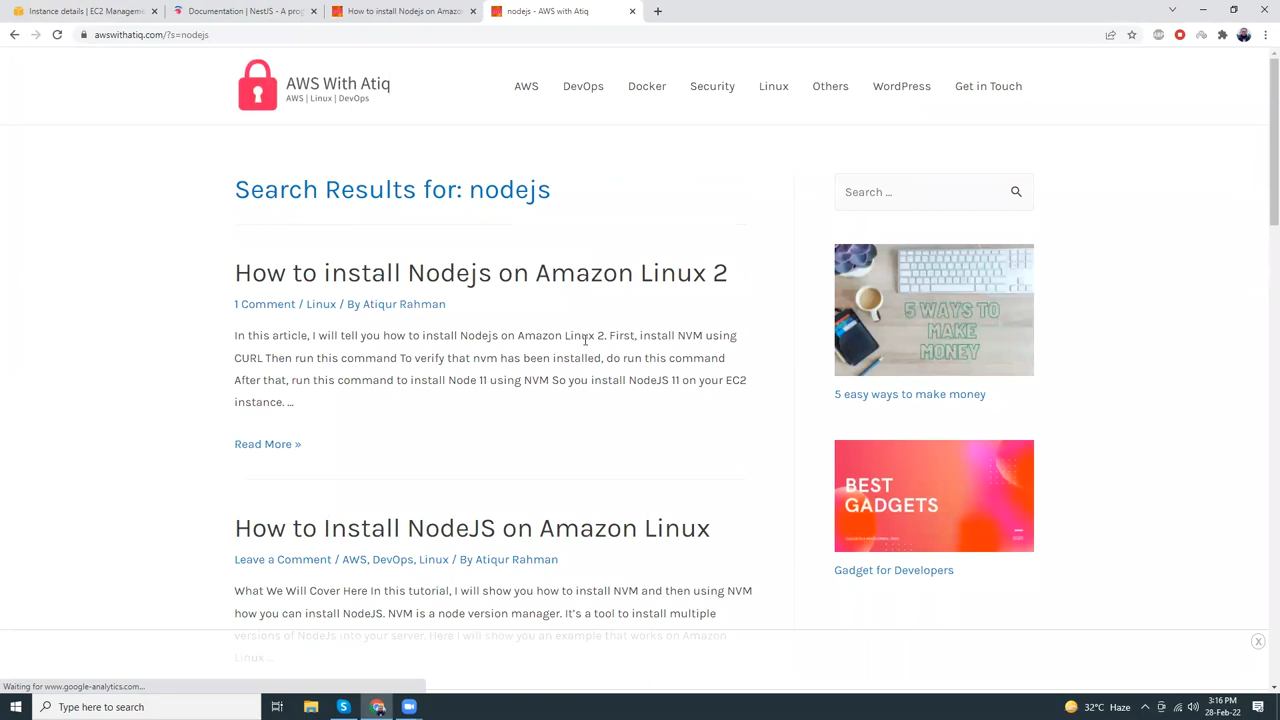 Instance details | EC2 Managem
Documentation | NestJS - A prog
How to install Nodejs on Amazon
nodejs - AWS with Atiq
awswithatiq.com/?s=nodejs
AWS With Atiq
AWS | Linux | DevOps
AWS
DevOps
Docker
Security
Linux
Others
WordPress
Get in Touch
Search Results for: nodejs
How to install Nodejs on Amazon Linux 2
1 Comment / Linux / By Atiqur Rahman
In this article, I will tell you how to install Nodejs on Amazon Linux 2. First, install NVM using
CURL Then run this command To verify that nvm has been installed, do run this command
After that, run this command to install Node 11 using NVM So you install NodeJS 11 on your EC2
instance. …
Read More »
How to Install NodeJS on Amazon Linux
Leave a Comment / AWS, DevOps, Linux / By Atiqur Rahman
What We Will Cover Here In this tutorial, I will show you how to install NVM and then using NVM
how you can install NodeJS. NVM is a node version manager. It's a tool to install multiple
versions of NodeJs into your server. Here I will show you an example that works on Amazon
Linux …
Search ...
5 WAYS TO
MAKE
MONEY
5 easy ways to make money
BEST
GADGETS
Gadget for Developers
X
Waiting for www.google-analytics.com...
Type here to search
32°C Haze
3:16 PM
28-Feb-22